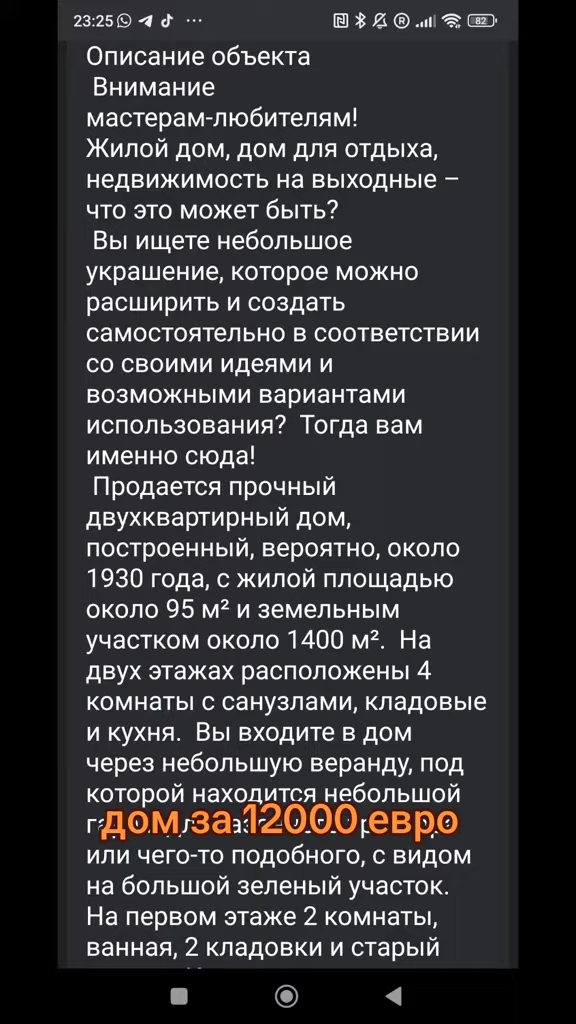 23:25
82
Описание объекта
Внимание
мастерам-любителям!
Жилой дом, дом для отдыха,
недвижимость на выходные –
что это может быть?
Вы ищете небольшое
украшение, которое можно
расширить и создать
самостоятельно в соответствии
со своими идеями и
возможными вариантами
использования? Тогда вам
именно сюда!
Продается прочный
двухквартирный дом,
построенный, вероятно, около
1930 года, с жилой площадью
около 95 м² и земельным
участком около 1400 м². На
двух этажах расположены 4
комнаты с санузлами, кладовые
и кухня. Вы входите в дом
через небольшую веранду, под
которой находится небольшой
дом за 12000 евро
или чего-то подобного, с видом
на большой зеленый участок.
На первом этаже 2 комнаты,
ванная, 2 кладовки и старый